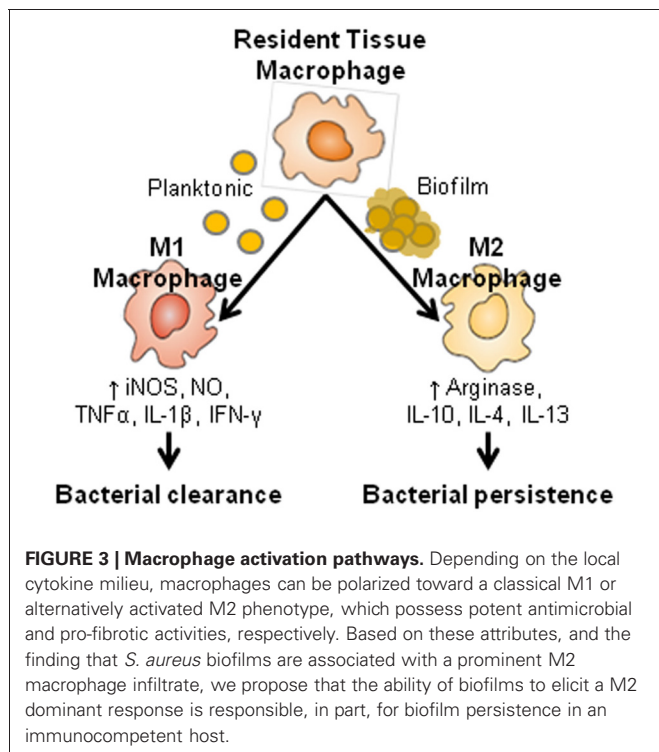 Resident Tissue
Macrophage
Planktonic
Biofilm
M1
Macrophage
M2
Macrophage
↑ iNOS, NO,
TNFα, IL-1β, IFN-γ
↑ Arginase,
IL-10, IL-4, IL-13
Bacterial clearance
Bacterial persistence
FIGURE 3 | Macrophage activation pathways. Depending on the local
cytokine milieu, macrophages can be polarized toward a classical M1 or
alternatively activated M2 phenotype, which possess potent antimicrobial
and pro-fibrotic activities, respectively. Based on these attributes, and the
finding that S. aureus biofilms are associated with a prominent M2
macrophage infiltrate, we propose that the ability of biofilms to elicit a M2
dominant response is responsible, in part, for biofilm persistence in an
immunocompetent host.